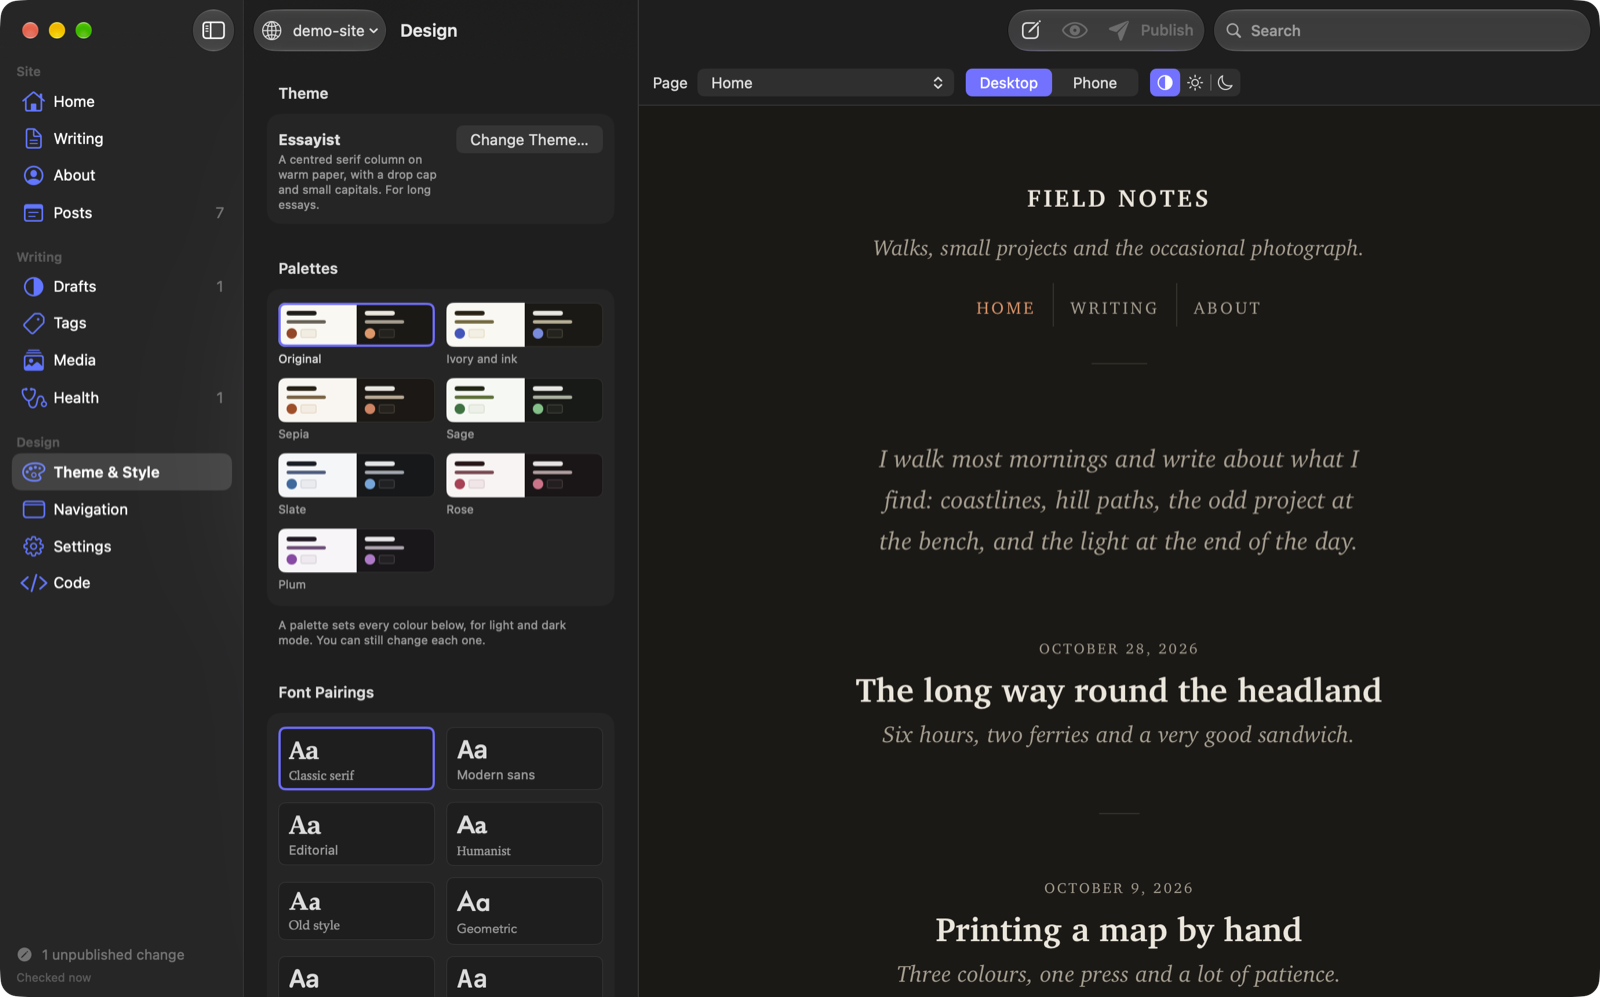 Site
Home
Writing
About
Posts 7
Writing
Drafts 1
Tags
Media
Health 1
Design
Theme & Style
Navigation
Settings
Code
1 unpublished change
Checked now
demo-site
Design
Theme
Essayist
Change Theme...
A centred serif column on
warm paper, with a drop cap
and small capitals. For long
essays.
Palettes
Original
Ivory and ink
Sepia
Sage
Slate
Rose
Plum
A palette sets every colour below, for light and dark
mode. You can still change each one.
Font Pairings
Aa
Classic serif
Aa
Modern sans
Aa
Editorial
Aa
Humanist
Aa
Old style
Aa
Geometric
Aa
Aa
Publish
Search
Page
Home
Desktop
Phone
FIELD NOTES
Walks, small projects and the occasional photograph.
HOME
WRITING
ABOUT
I walk most mornings and write about what I
find: coastlines, hill paths, the odd project at
the bench, and the light at the end of the day.
OCTOBER 28, 2026
The long way round the headland
Six hours, two ferries and a very good sandwich.
OCTOBER 9, 2026
Printing a map by hand
Three colours, one press and a lot of patience.